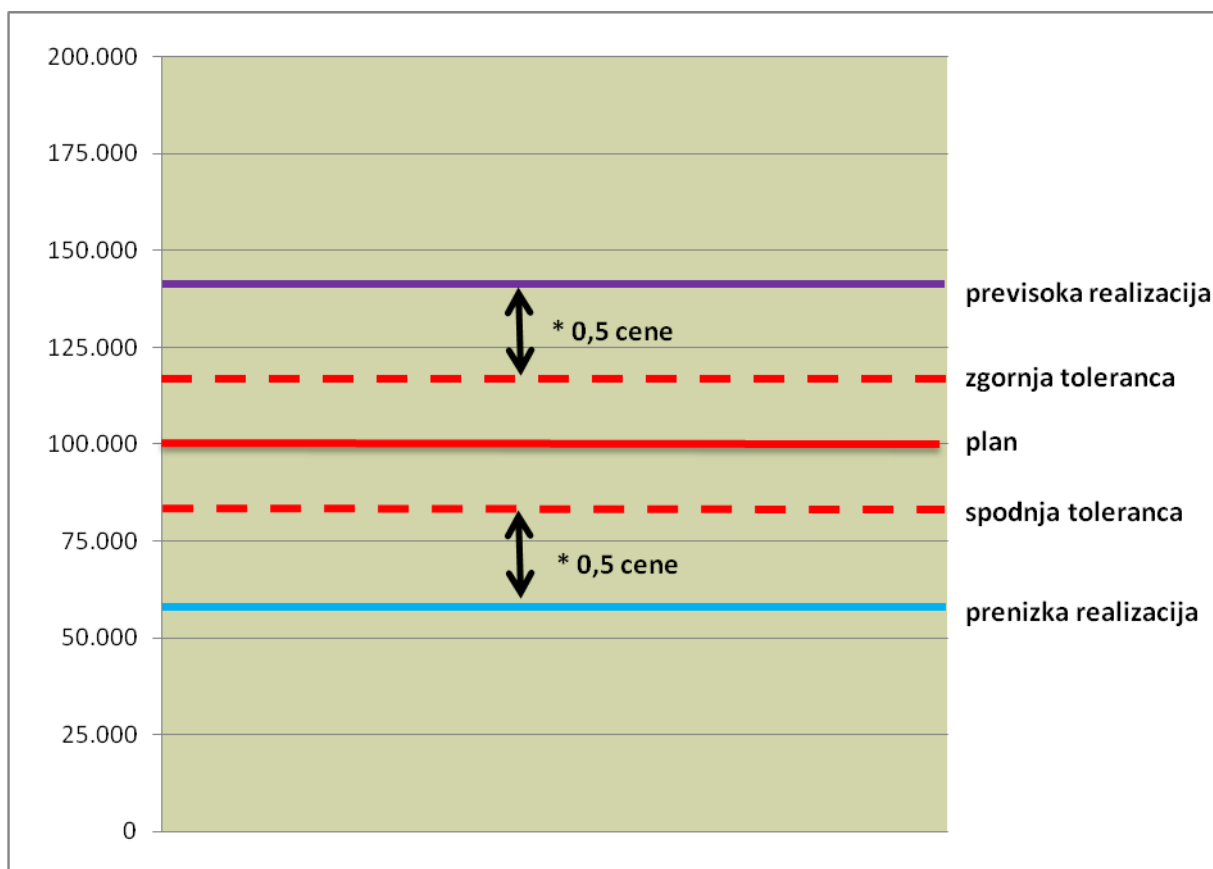 200.000
175.000
150.000
previsoka realizacija
* 0,5 cene
125.000
zgornja toleranca
100.000
plan
spodnja toleranca
75.000
* 0,5 cene
prenizka realizacija
50.000
25.000
0